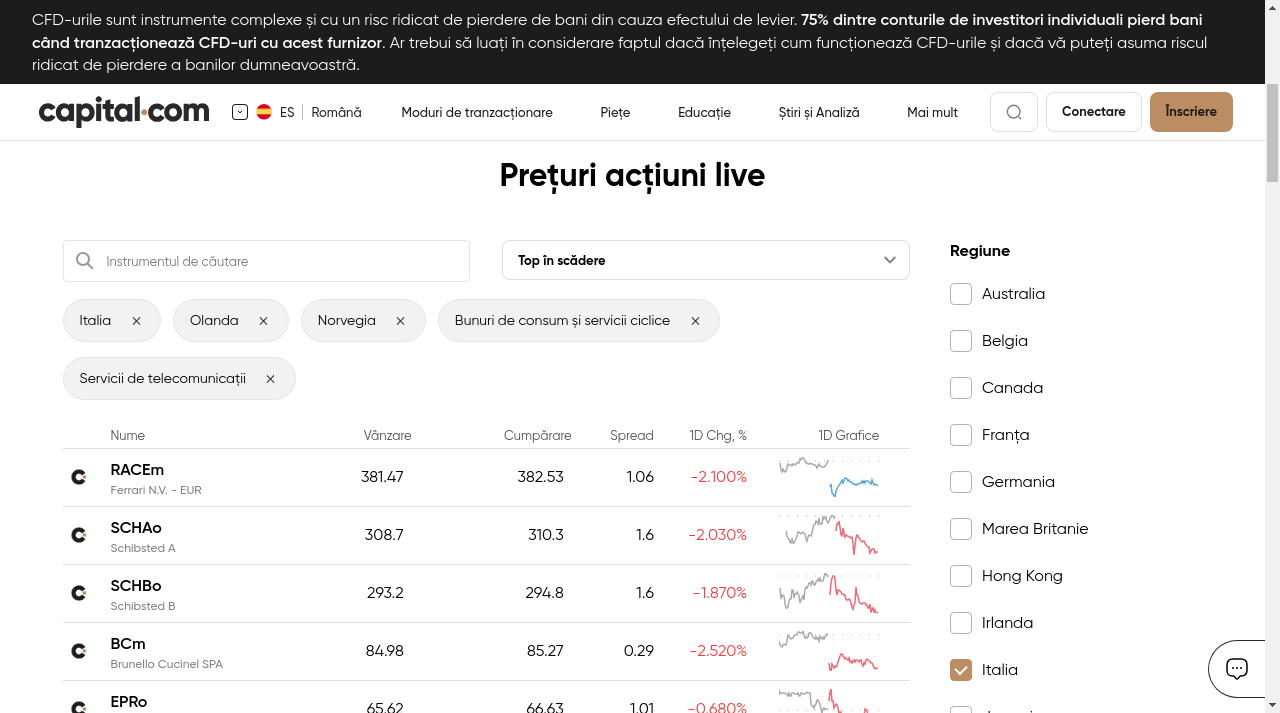 CFD-urile sunt instrumente complexe și cu un risc ridicat de pierdere de bani din cauza efectului de levier. 75% dintre conturile de investitori individuali pierd bani
când tranzacționează CFD-uri cu acest furnizor. Ar trebui să luați în considerare faptul dacă înțelegeți cum funcționează CFD-urile și dacă vă puteți asuma riscul
ridicat de pierdere a banilor dumneavoastră.
capital.com ES Română Moduri de tranzacționare Piețe Educație Știri și Analiză Mai mult Conectare Înscriere
Prețuri acțiuni live
Instrumentul de căutare Top în scădere
Italia Olanda Norvegia Bunuri de consum și servicii ciclice
Servicii de telecomunicații
Nume Vânzare Cumpărare Spread 1D Chg, % 1D Grafice
RACEm 381.47 382.53 1.06 -2.100%
Ferrari N.V. - EUR
SCHAo 308.7 310.3 1.6 -2.030%
Schibsted A
SCHBo 293.2 294.8 1.6 -1.870%
Schibsted B
BCm 84.98 85.27 0.29 -2.520%
Brunello Cucinel SPA
EPRo 65.62 66.63 1.01 -0.680%
Regiune
Australia
Belgia
Canada
Franța
Germania
Marea Britanie
Hong Kong
Irlanda
Italia